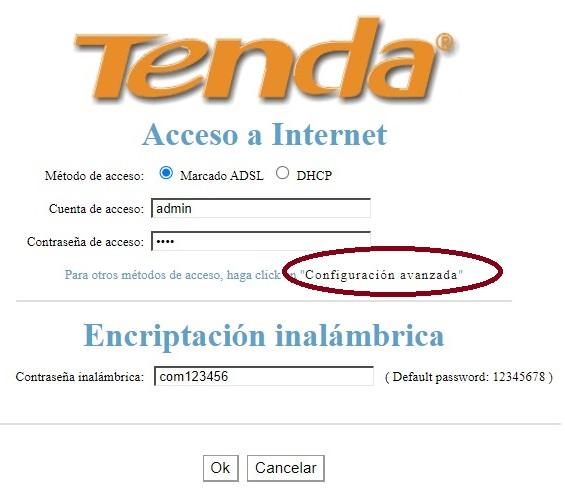 Tenda®
Acceso a Internet
Método de acceso: Marcado ADSL DHCP
Cuenta de acceso: admin
Contraseña de acceso: ••••
Para otros métodos de acceso, haga click en "Configuración avanzada"
Encriptación inalámbrica
Contraseña inalámbrica: com123456 ( Default password: 12345678 )
Ok Cancelar